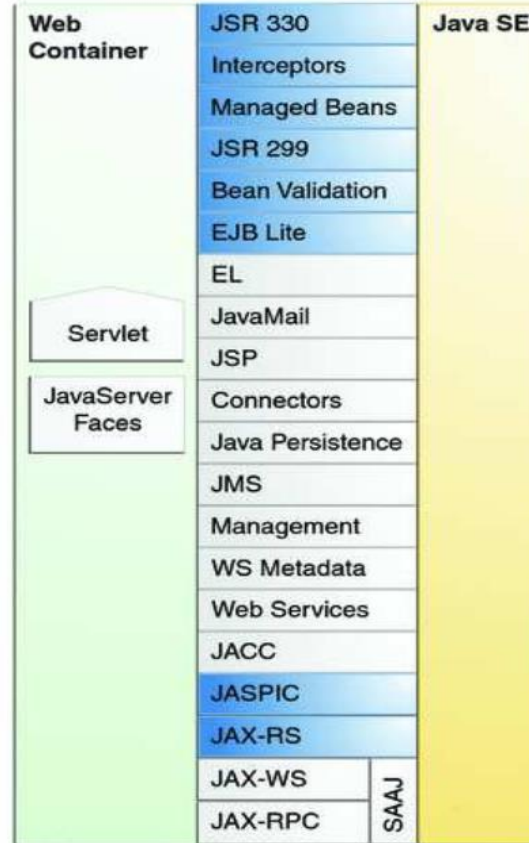 Web
Container
Servlet
JavaServer
Faces
JSR 330
Interceptors
Managed Beans
JSR 299
Bean Validation
EJB Lite
EL
JavaMail
JSP
Connectors
Java Persistence
JMS
Management
WS Metadata
Web Services
JACC
JASPIC
JAX-RS
JAX-WS
JAX-RPC
SAAJ
Java SE